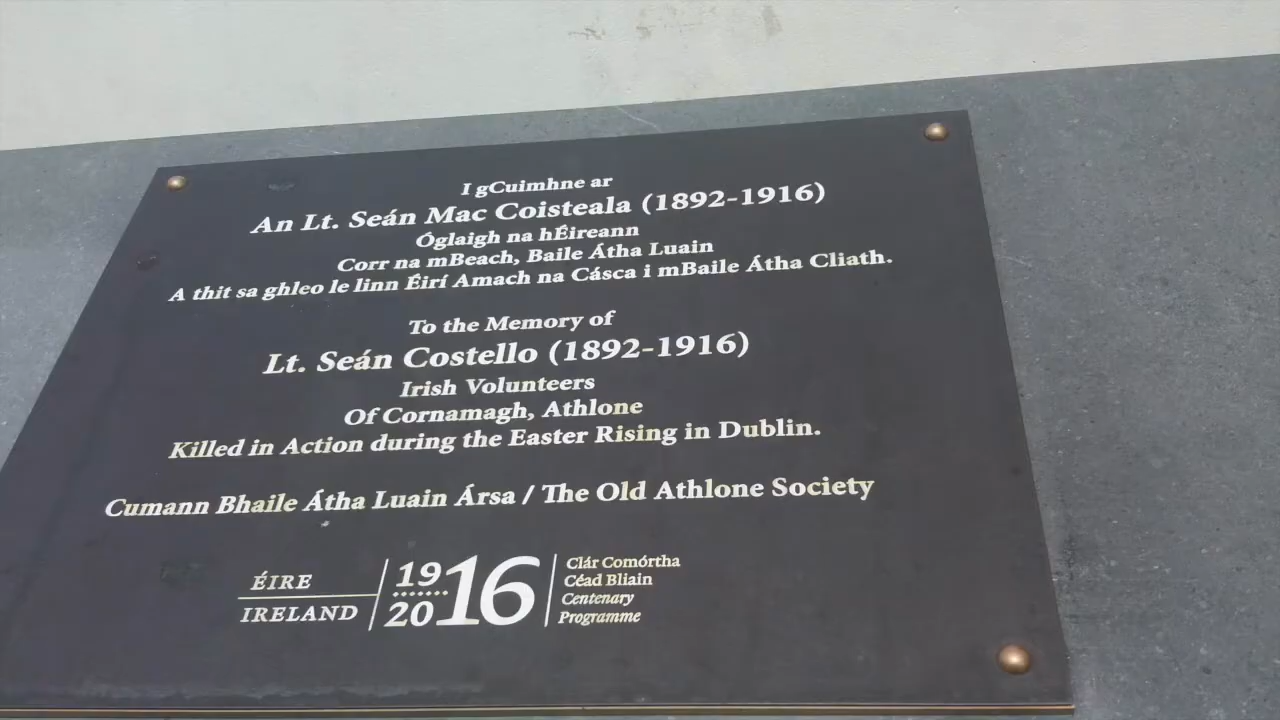 I gCuimhne ar
An Lt. Seán Mac Coisteala (1892-1916)
Óglaigh na hÉireann
Corr na mBeach, Baile Átha Luain
A thit sa ghleo le linn Éirí Amach na Cásca i mBaile Átha Cliath.
To the Memory of
Lt. Seán Costello (1892-1916)
Irish Volunteers
Of Cornamagh, Athlone
Killed in Action during the Easter Rising in Dublin.
Cumann Bhaile Átha Luain Ársa / The Old Athlone Society
ÉIRE
IRELAND
19
2016
Clár Comórtha
Céad Bliain
Centenary
Programme